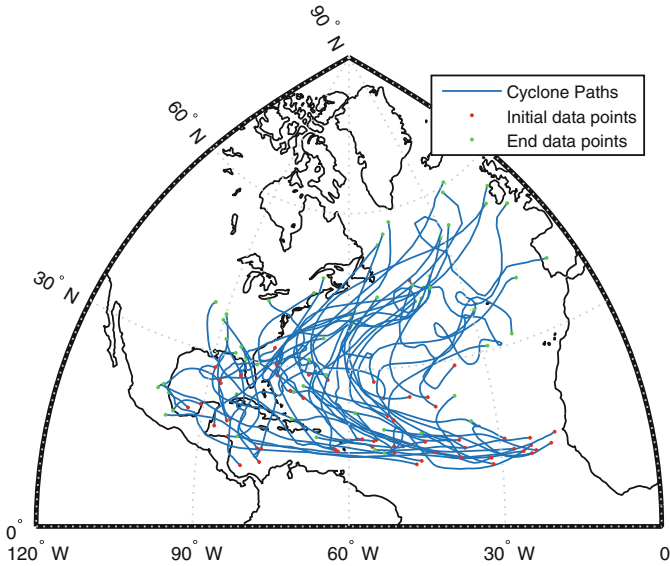 90° N
60° N
30° N
0°
Cyclone Paths
Initial data points
End data points
120° W 90° W 60° W 30° W 0